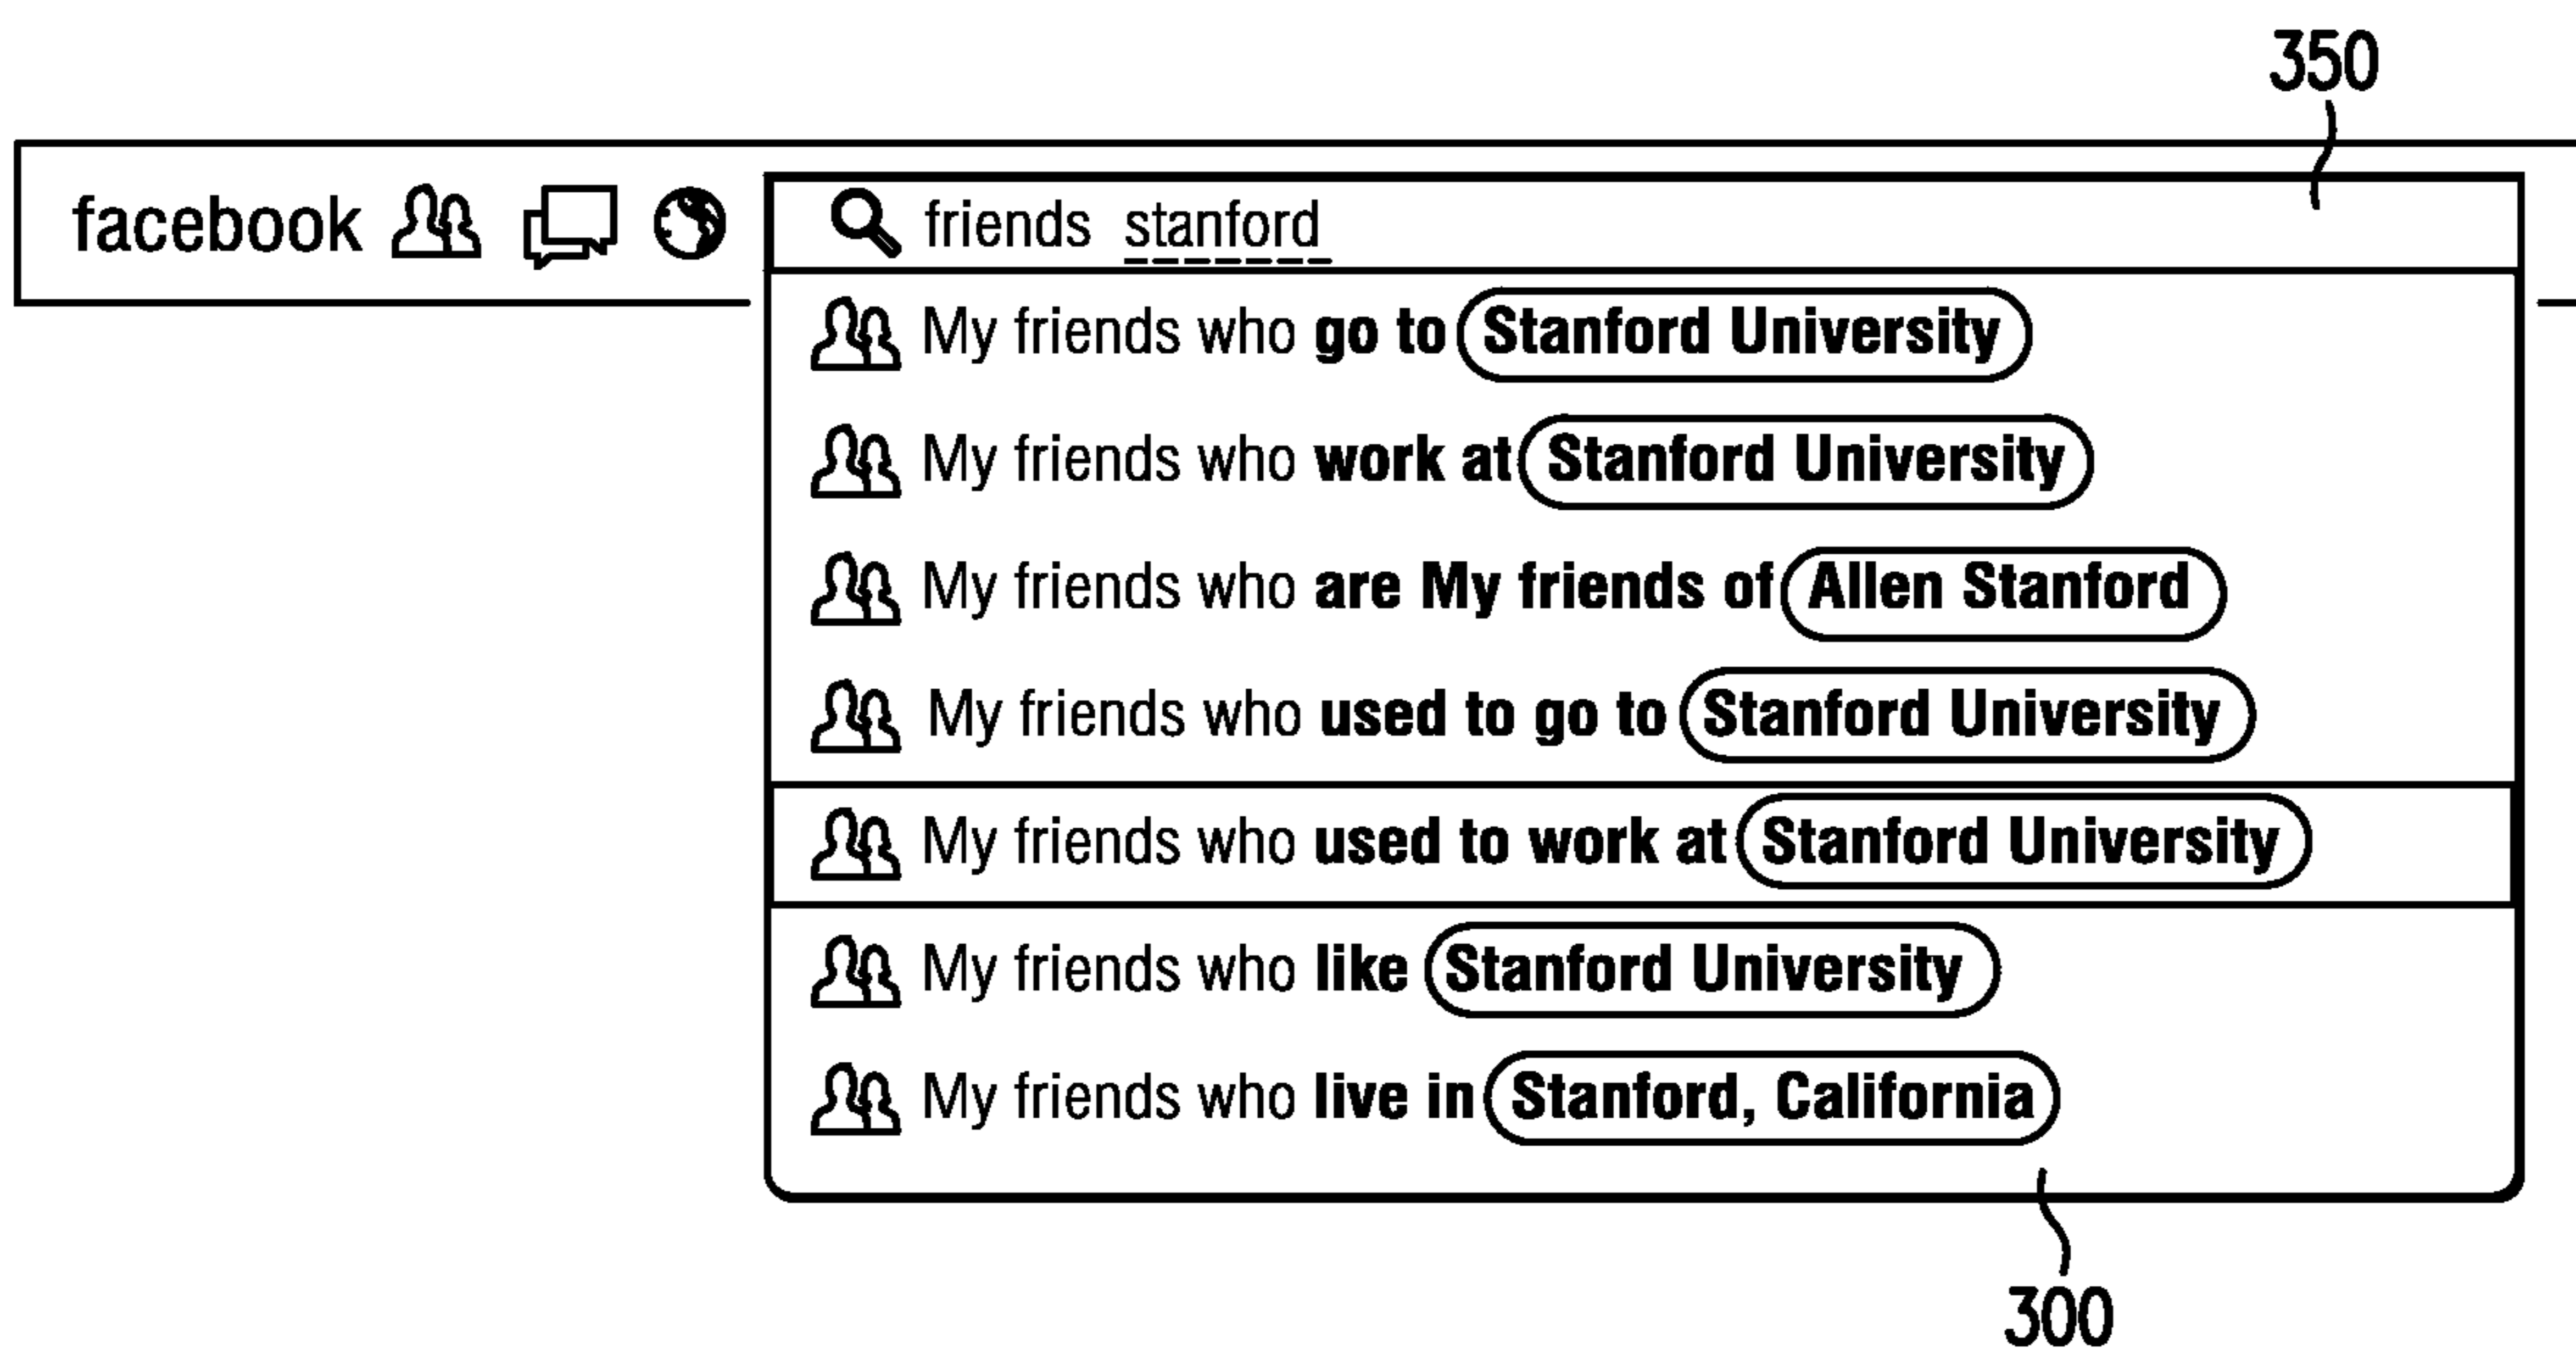 350
facebook friends stanford
My friends who go to Stanford University
My friends who work at Stanford University
My friends who are My friends of Allen Stanford
My friends who used to go to Stanford University
My friends who used to work at Stanford University
My friends who like Stanford University
My friends who live in Stanford, California
300